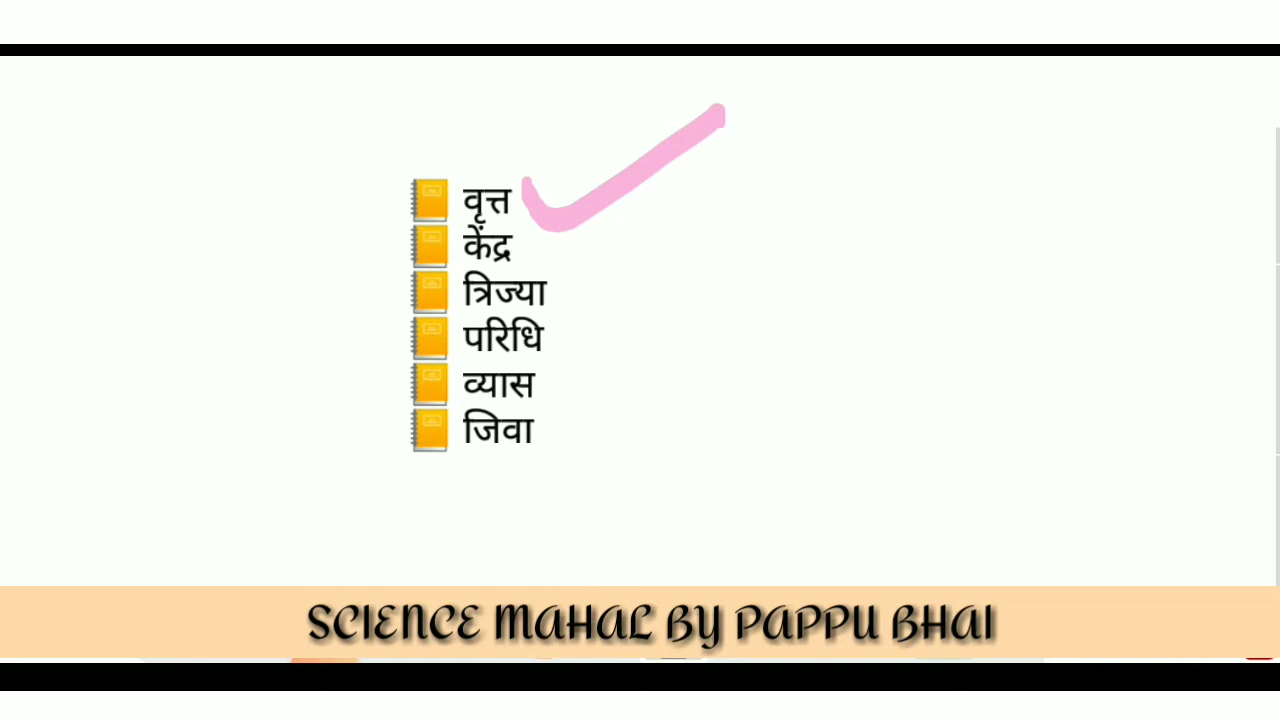 वृत्त
केंद्र
त्रिज्या
परिधि
व्यास
जिवा
SCIENCE MAHAL BY PAPPU BHAI